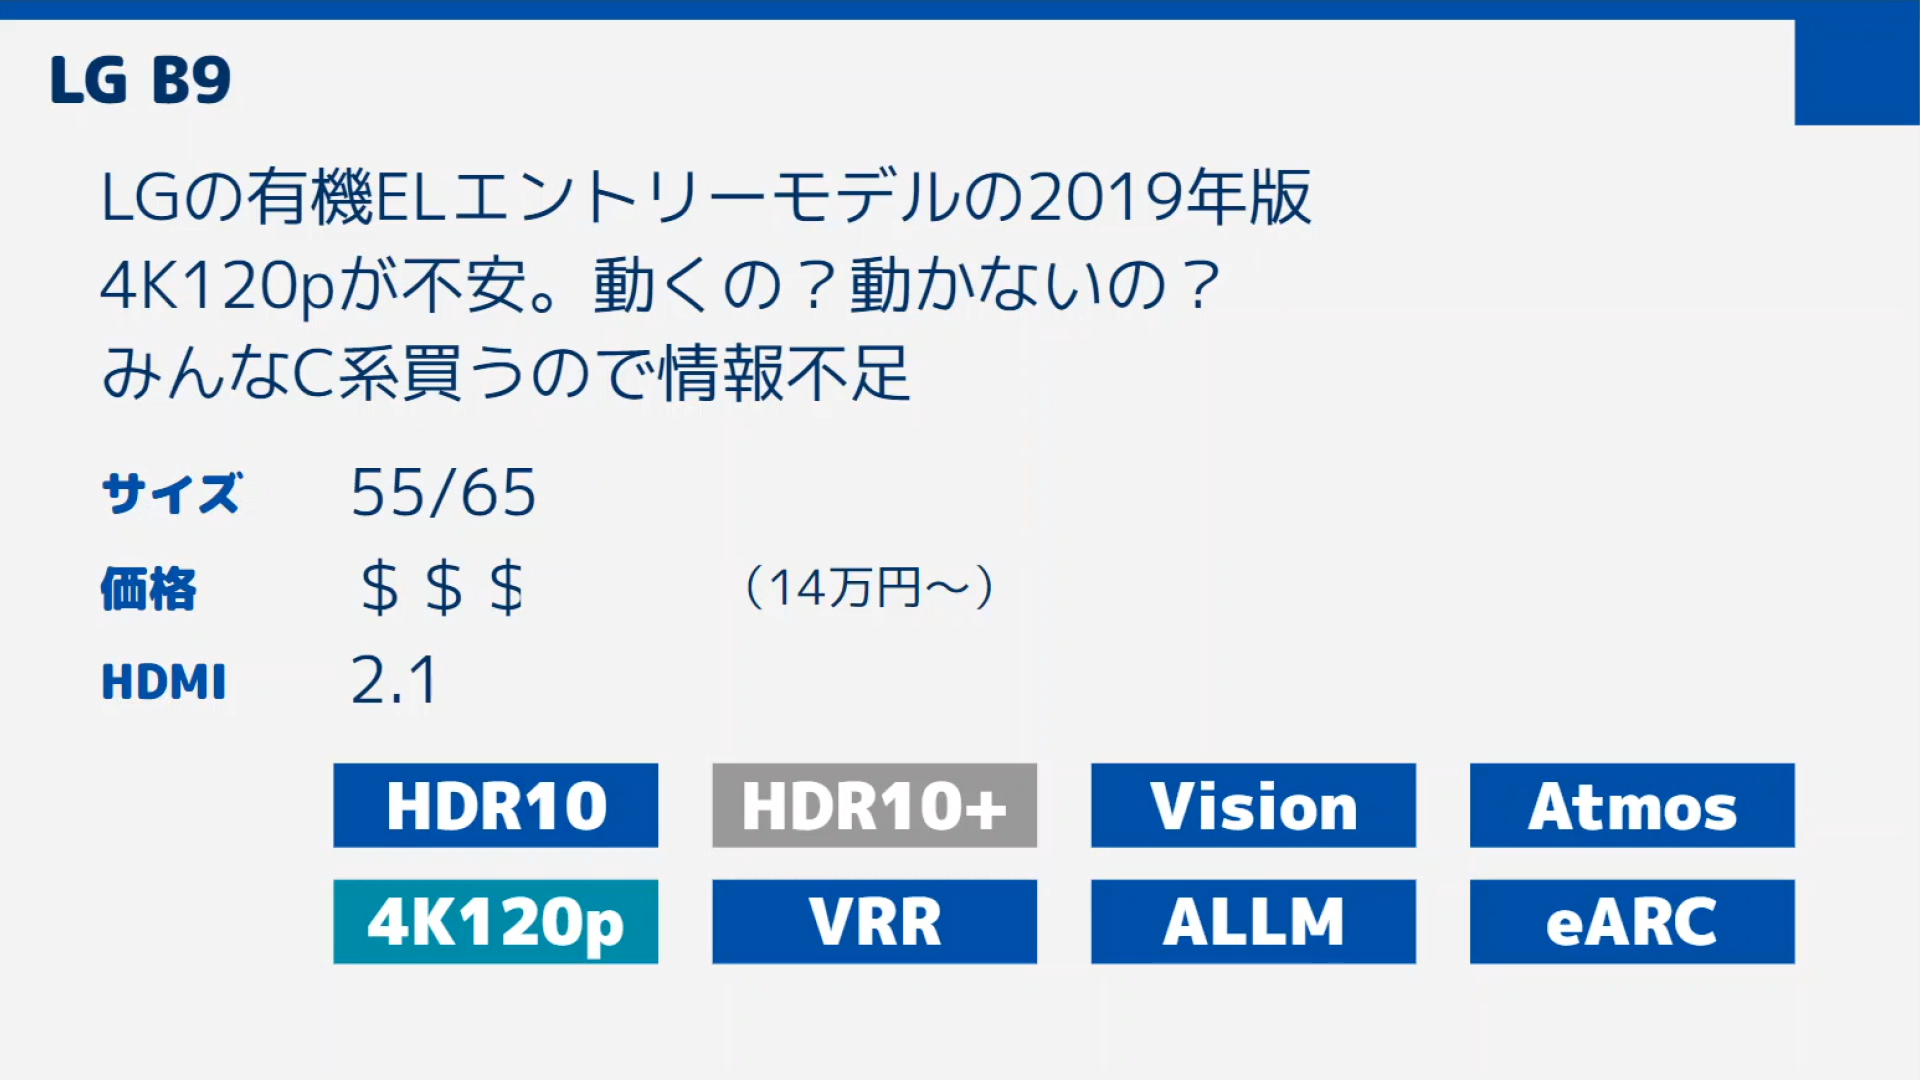 LG B9
LGの有機ELエントリーモデルの2019年版
4K120pが不安。動くの？動かないの？
みんなC系買うので情報不足
サイズ 55/65
価格 ＄＄＄ （14万円〜）
HDMI 2.1
HDR10 HDR10+ Vision Atmos
4K120p VRR ALLM eARC